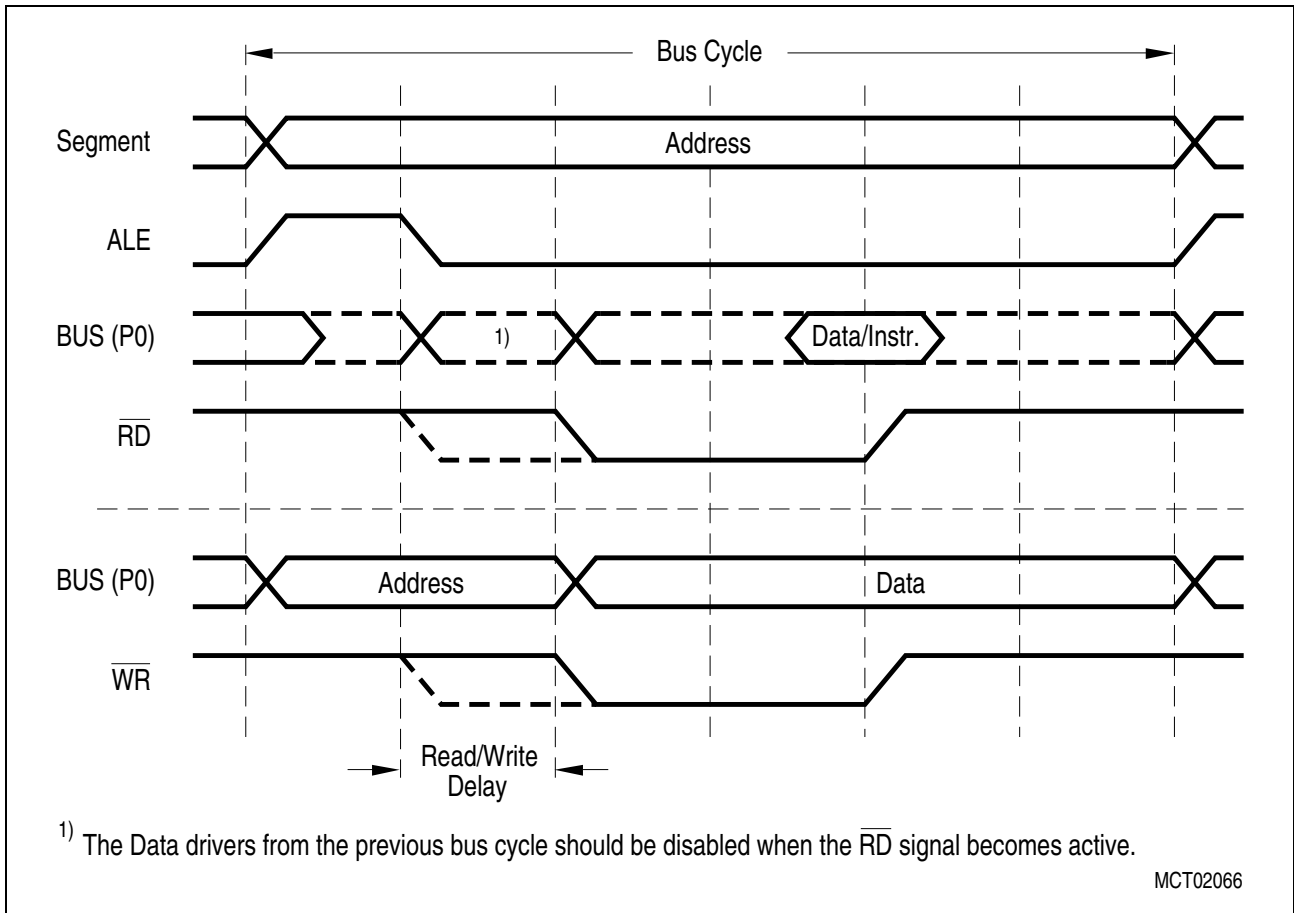 Bus Cycle
Segment
Address
ALE
BUS (P0)
1)
Data/Instr.
RD
BUS (P0)
Address
Data
WR
Read/Write
Delay
1) The Data drivers from the previous bus cycle should be disabled when the RD signal becomes active.
MCT02066